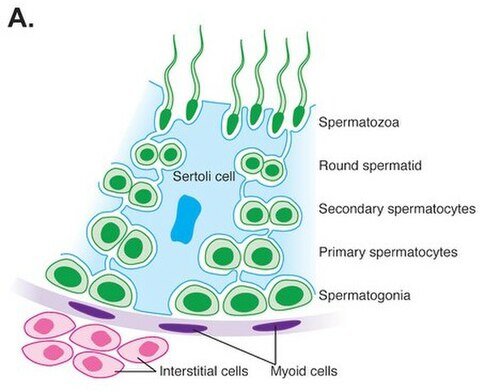 A.
Spermatozoa
Round spermatid
Sertoli cell
Secondary spermatocytes
Primary spermatocytes
Spermatogonia
Interstitial cells
Myoid cells